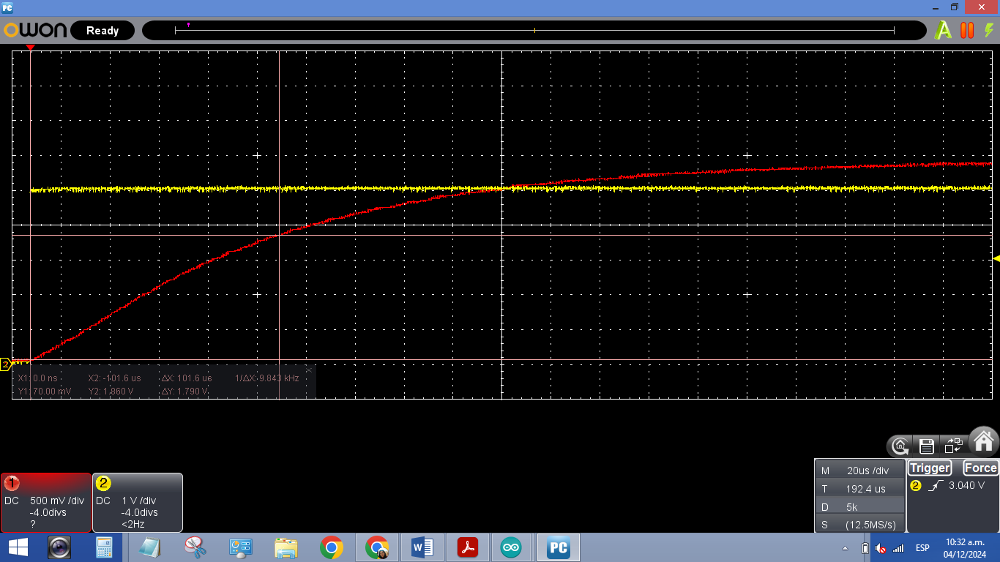 PC
OWON Ready
X1: 0.0 ns X2: -101.6 us ΔX: 101.6 us 1/ΔX: 9.843 kHz
Y1: 70.00 mV Y2: 1.860 V ΔY: 1.790 V
2
1
DC 500 mV /div
-4.0divs
?
2
DC 1 V /div
-4.0divs
<2Hz
M 20us /div
T 192.4 us
D 5k
S (12.5MS/s)
Trigger Force
2 3.040 V
W PC ESP 10:32 a.m.
04/12/2024